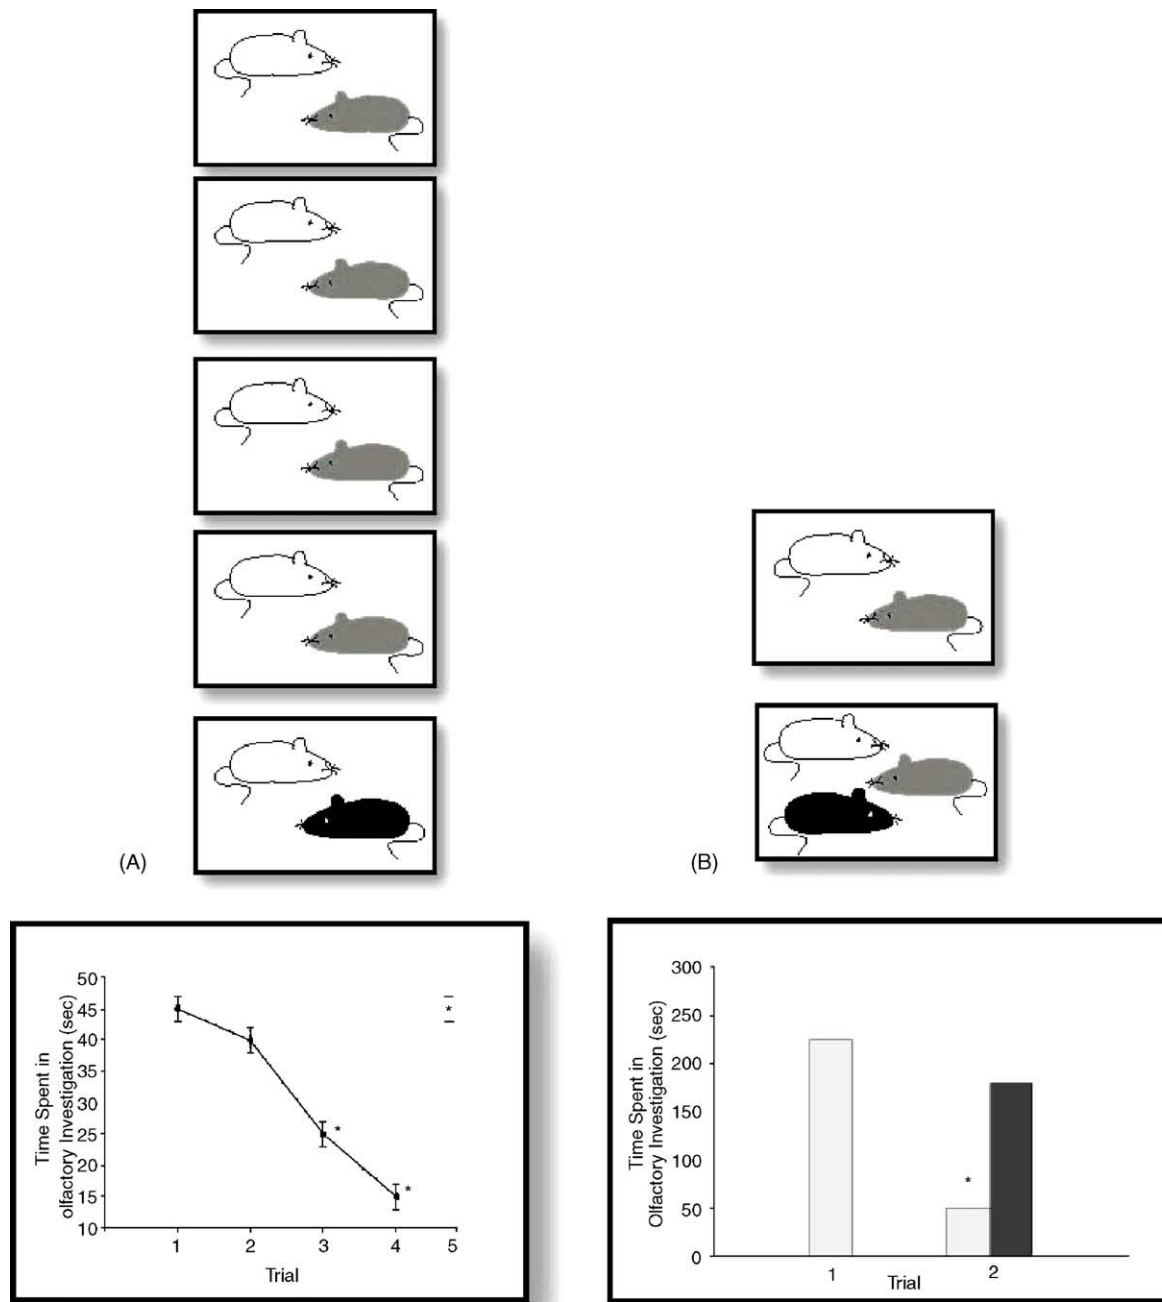 (A)
(B)
Time Spent in
olfactory Investigation (sec)
50
45
40
35
30
25
20
15
10
*
*
*
1 2 3 4 5
Trial
Time Spent in
Olfactory Investigation (sec)
300
250
200
150
100
50
0
*
1 2
Trial